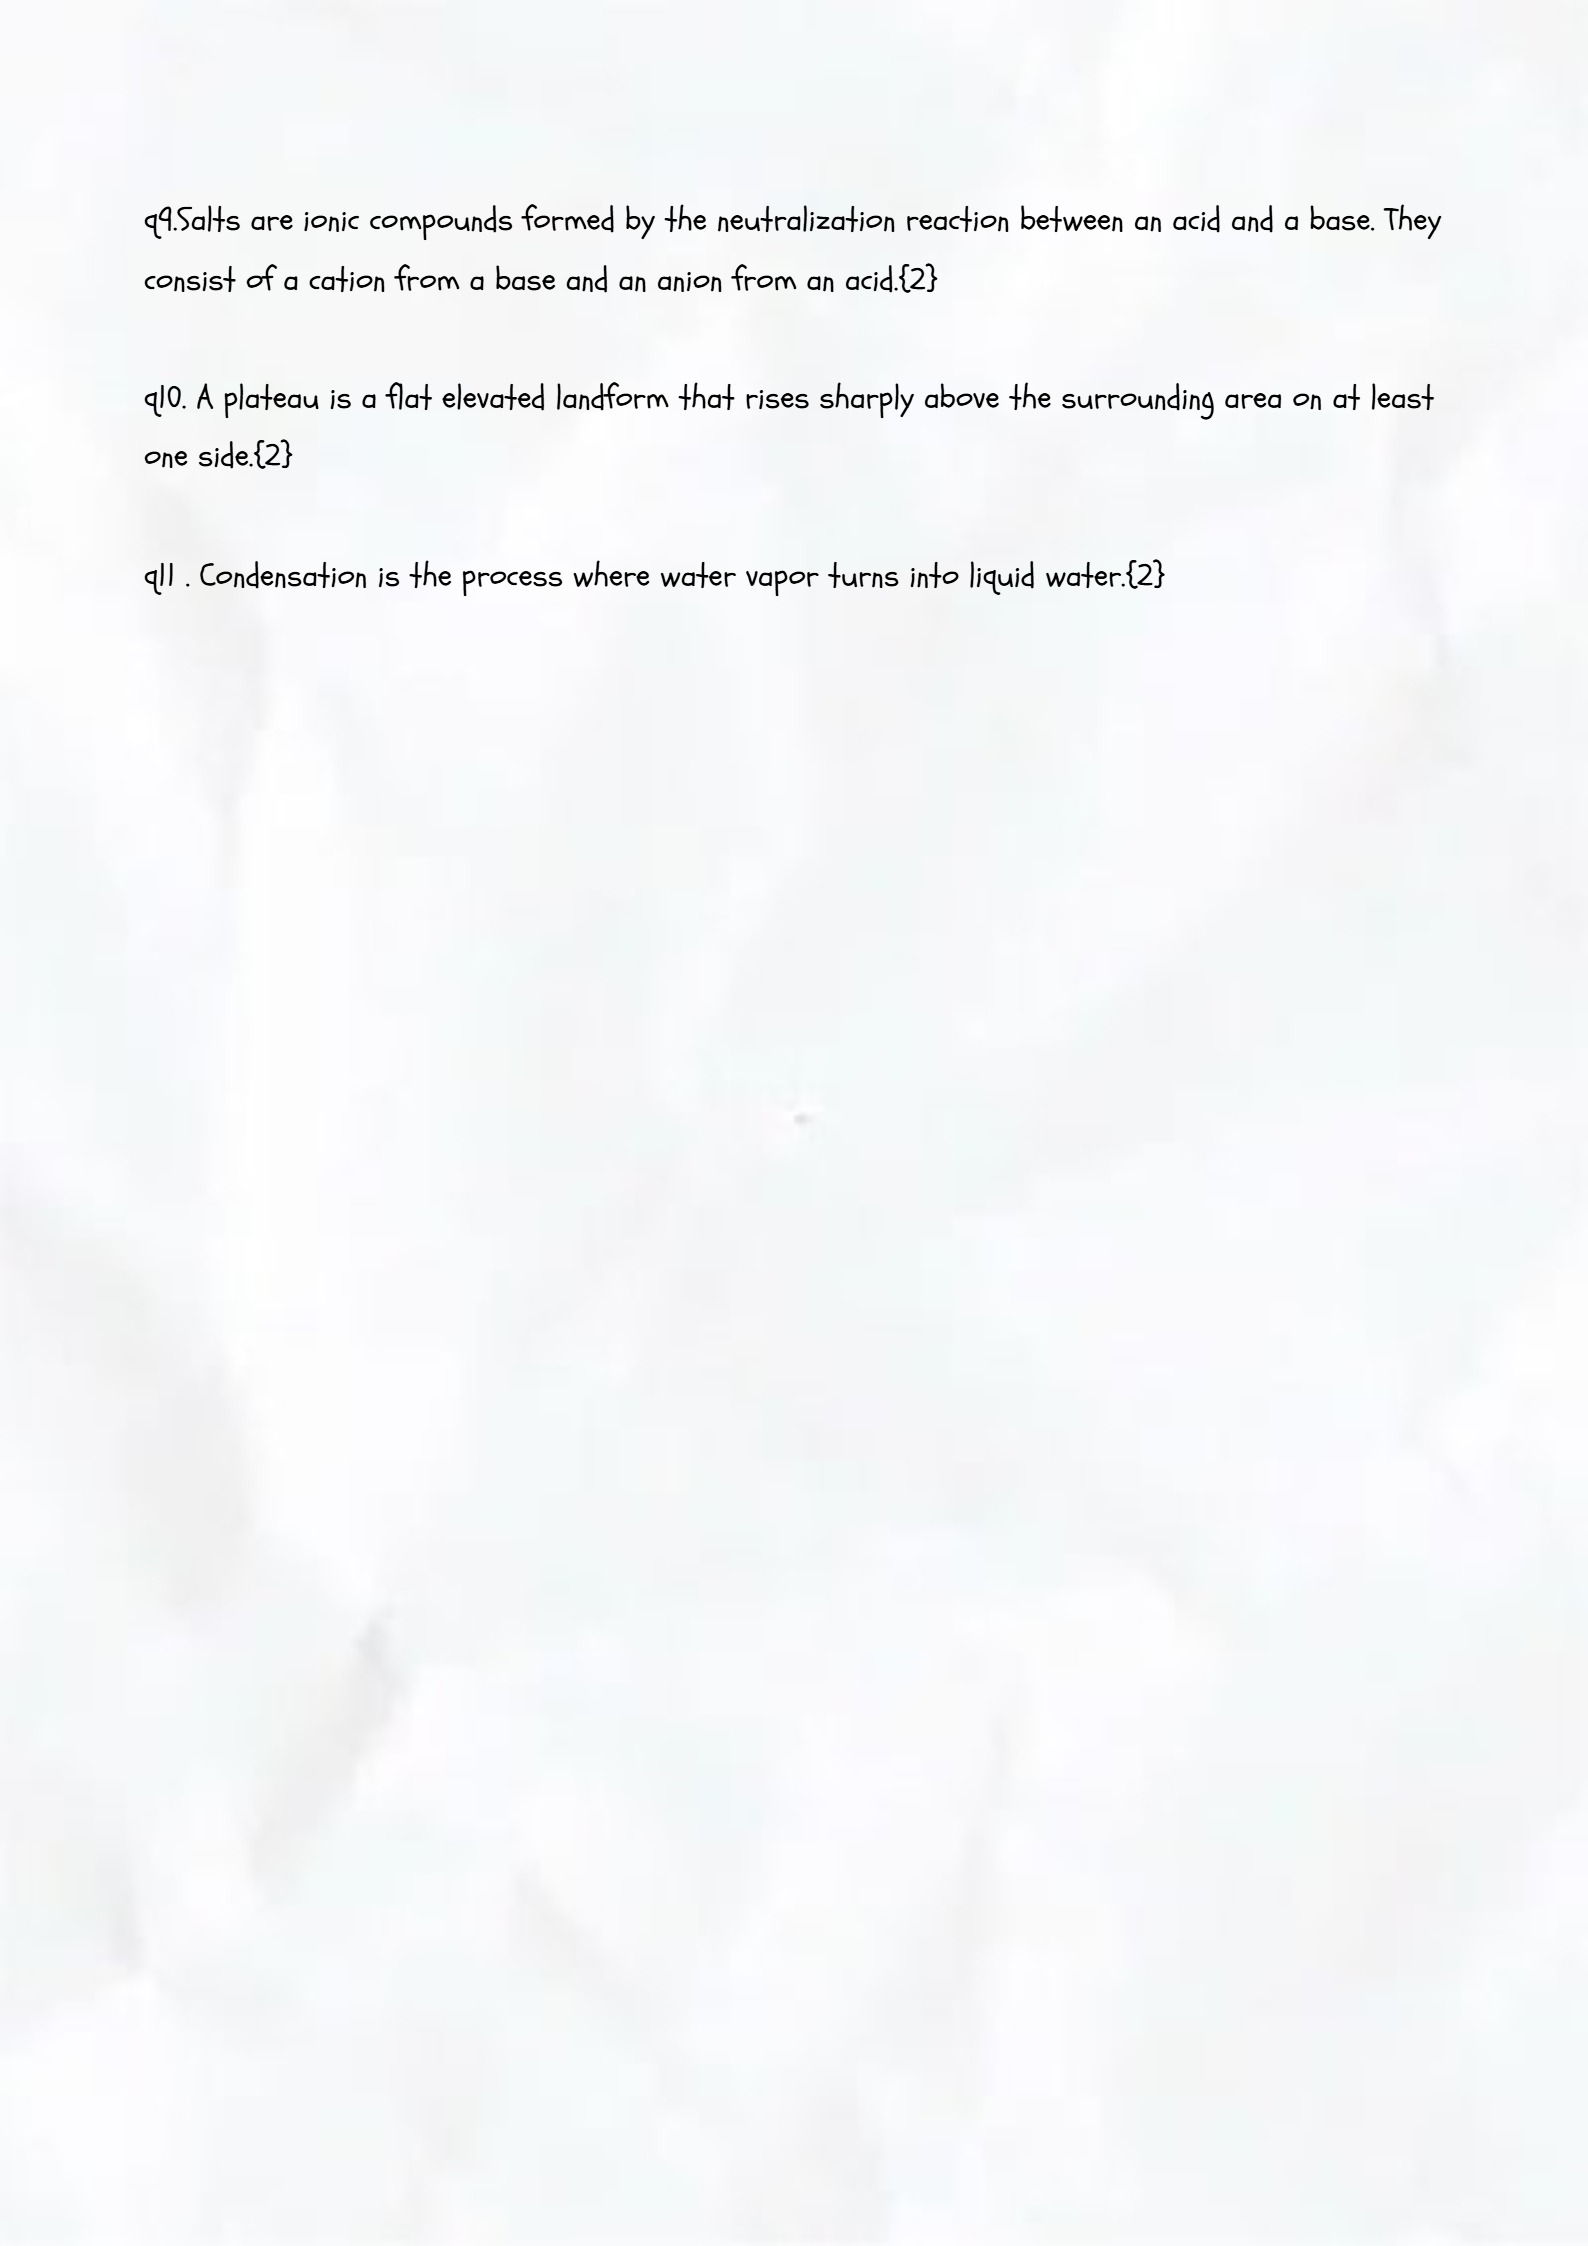 q9.Salts are ionic compounds formed by the neutralization reaction between an acid and a base. They
consist of a cation from a base and an anion from an acid.{2}
q10. A plateau is a flat elevated landform that rises sharply above the surrounding area on at least
one side.{2}
q11 . Condensation is the process where water vapor turns into liquid water.{2}